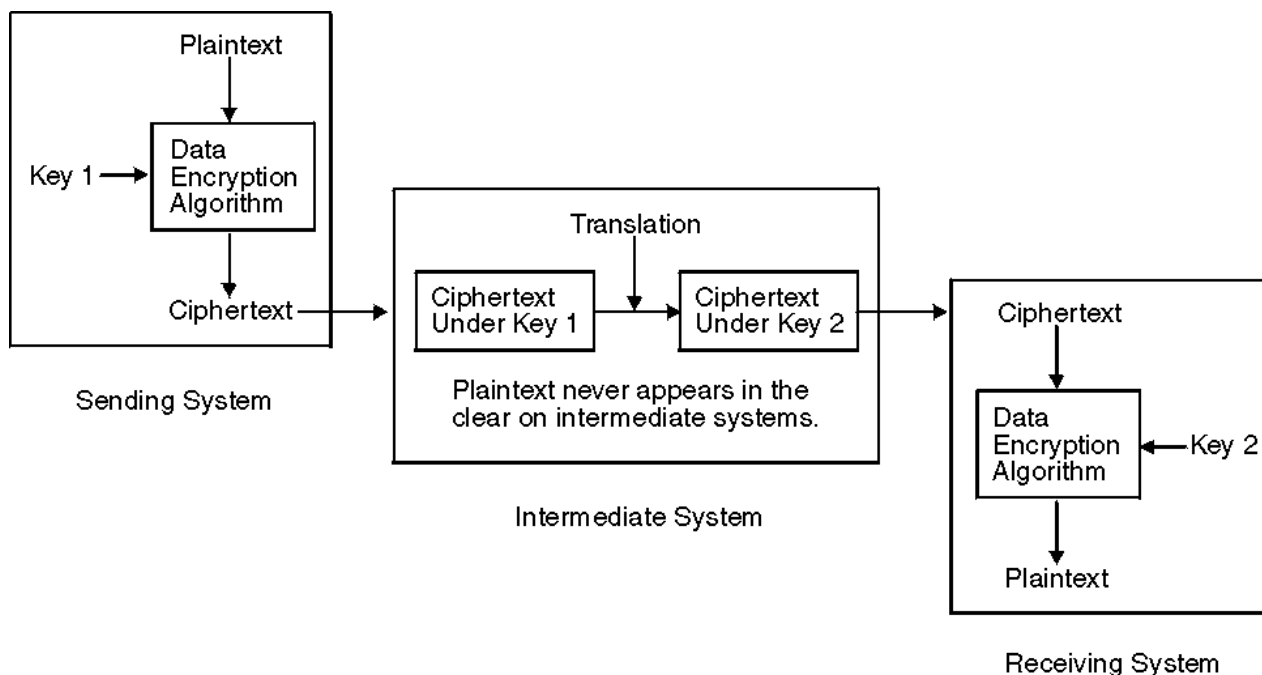 Plaintext
Key 1
Data
Encryption
Algorithm
Ciphertext
Sending System
Translation
Ciphertext
Under Key 1
Ciphertext
Under Key 2
Plaintext never appears in the
clear on intermediate systems.
Intermediate System
Ciphertext
Data
Encryption
Algorithm
Key 2
Plaintext
Receiving System